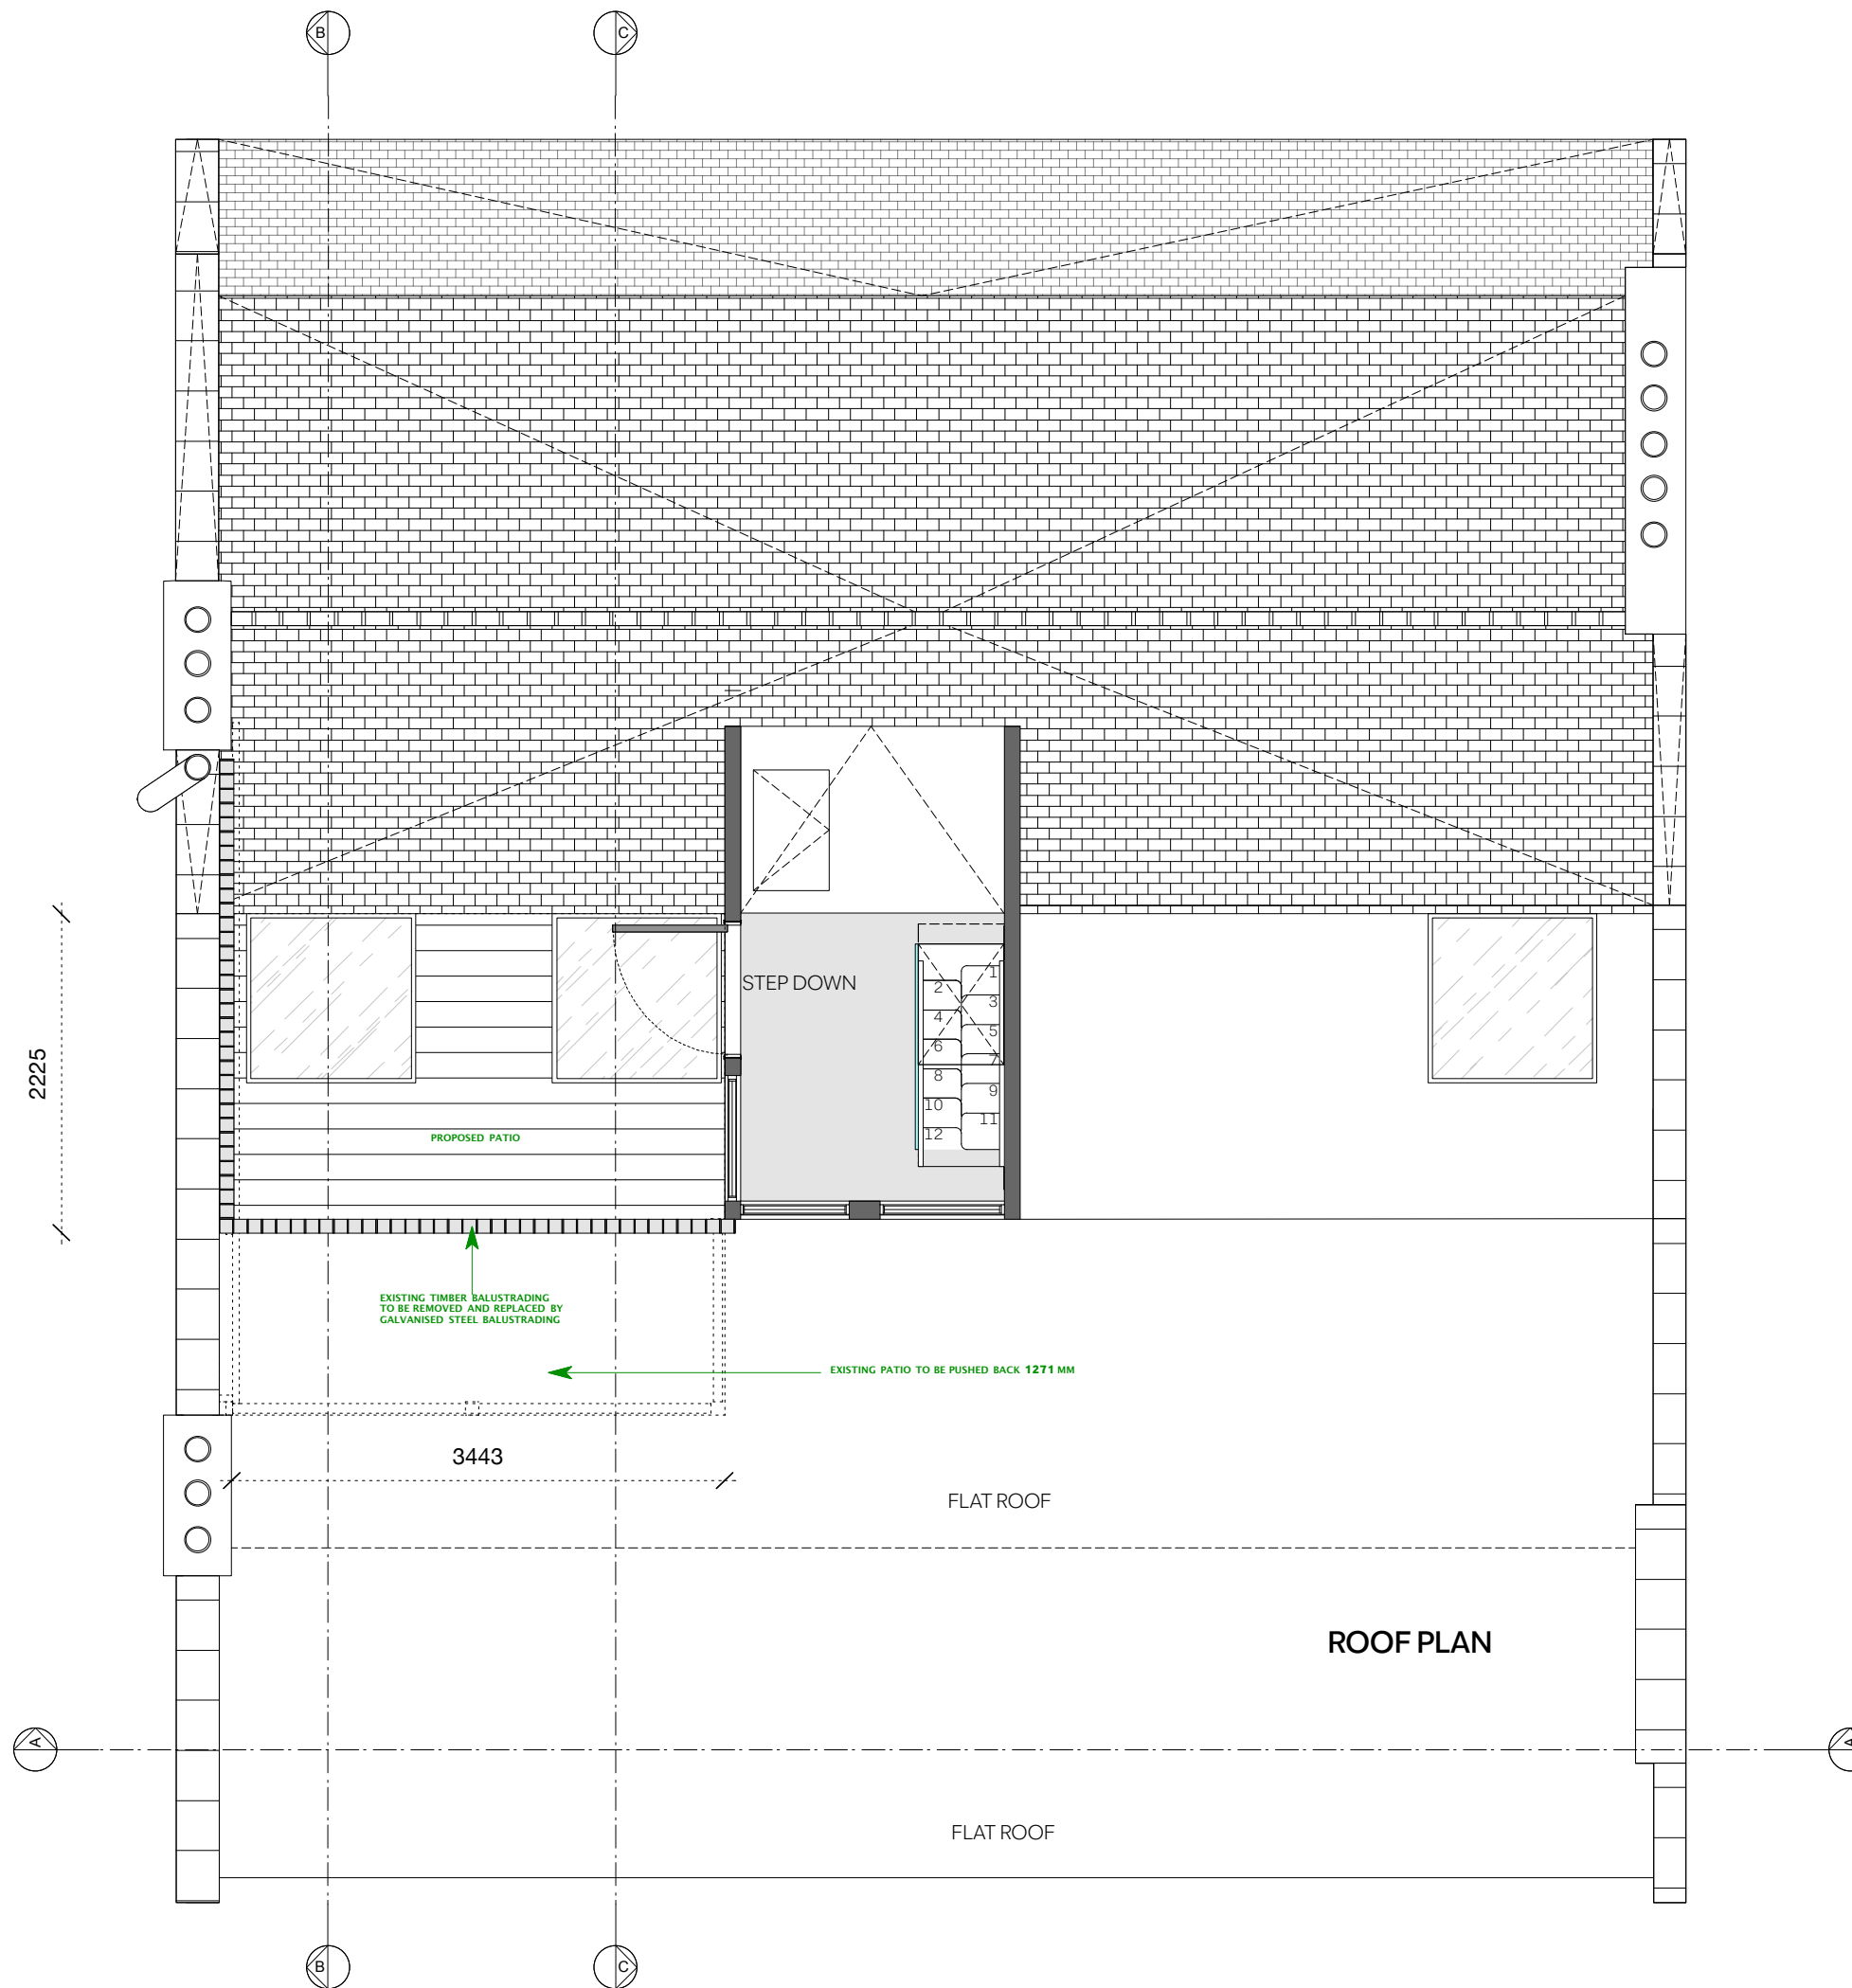 B
C
STEP DOWN
1
2
3
4
5
6
7
8
9
10
11
12
2225
PROPOSED PATIO
EXISTING TIMBER BALUSTRADING
TO BE REMOVED AND REPLACED BY
GALVANISED STEEL BALUSTRADING
EXISTING PATIO TO BE PUSHED BACK 1271 MM
3443
FLAT ROOF
ROOF PLAN
A
A
FLAT ROOF
B
C